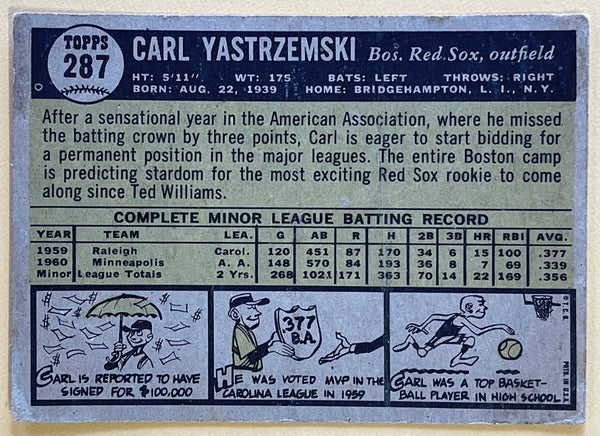 TOPPS
287
CARL YASTRZEMSKI Bos. Red Sox, outfield
HT: 5'11" WT: 175 BATS: LEFT THROWS: RIGHT
BORN: AUG. 22, 1939 HOME: BRIDGEHAMPTON, L. I., N.Y.
After a sensational year in the American Association, where he missed
the batting crown by three points, Carl is eager to start bidding for
a permanent position in the major leagues. The entire Boston camp
is predicting stardom for the most exciting Red Sox rookie to come
along since Ted Williams.
COMPLETE MINOR LEAGUE BATTING RECORD
YEAR TEAM LEA. G AB R H 2B 3B HR RBI AVG.
1959 Raleigh Carol. 120 451 87 170 34 6 15 100 .377
1960 Minneapolis A. A. 148 570 84 193 36 8 7 69 .339
Minor League Totals 2 Yrs. 268 1021 171 363 70 14 22 169 .356
CARL IS REPORTED TO HAVE
SIGNED FOR $100,000
.377
B.A.
HE WAS VOTED MVP IN THE
CAROLINA LEAGUE IN 1959
CARL WAS A TOP BASKET-
BALL PLAYER IN HIGH SCHOOL.
© T.C.G.
PRTD. IN U.S.A.